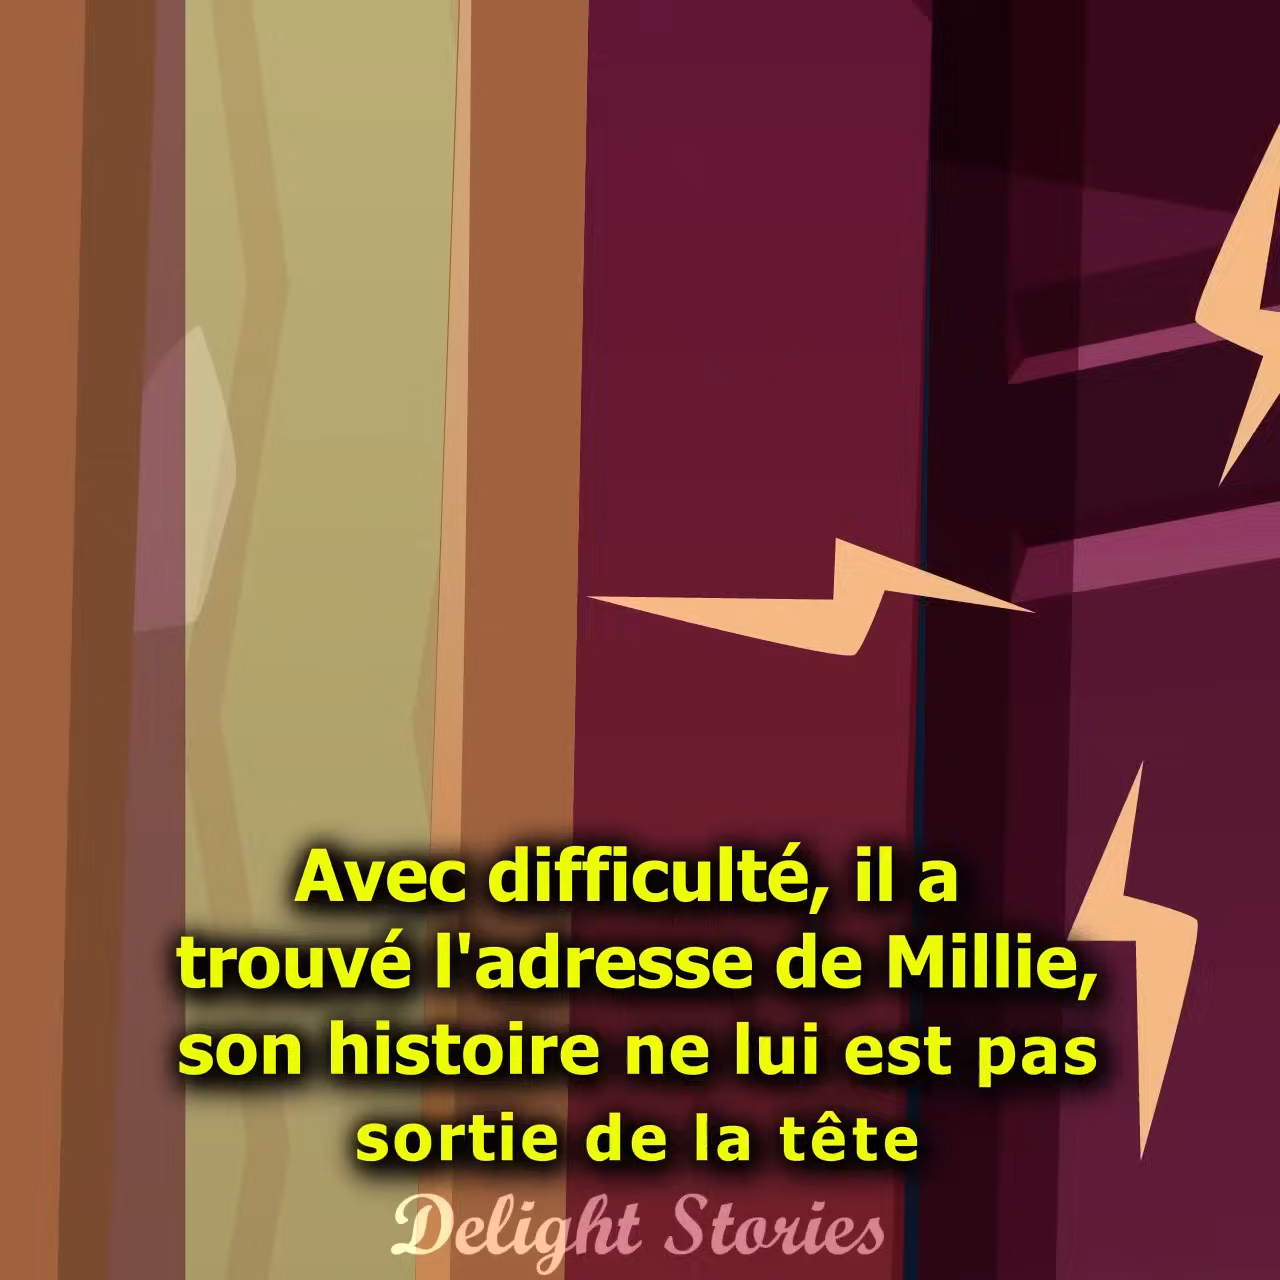 Avec difficulté, il a
trouvé l'adresse de Millie,
son histoire ne lui est pas
sortie de la tête
Delight Stories